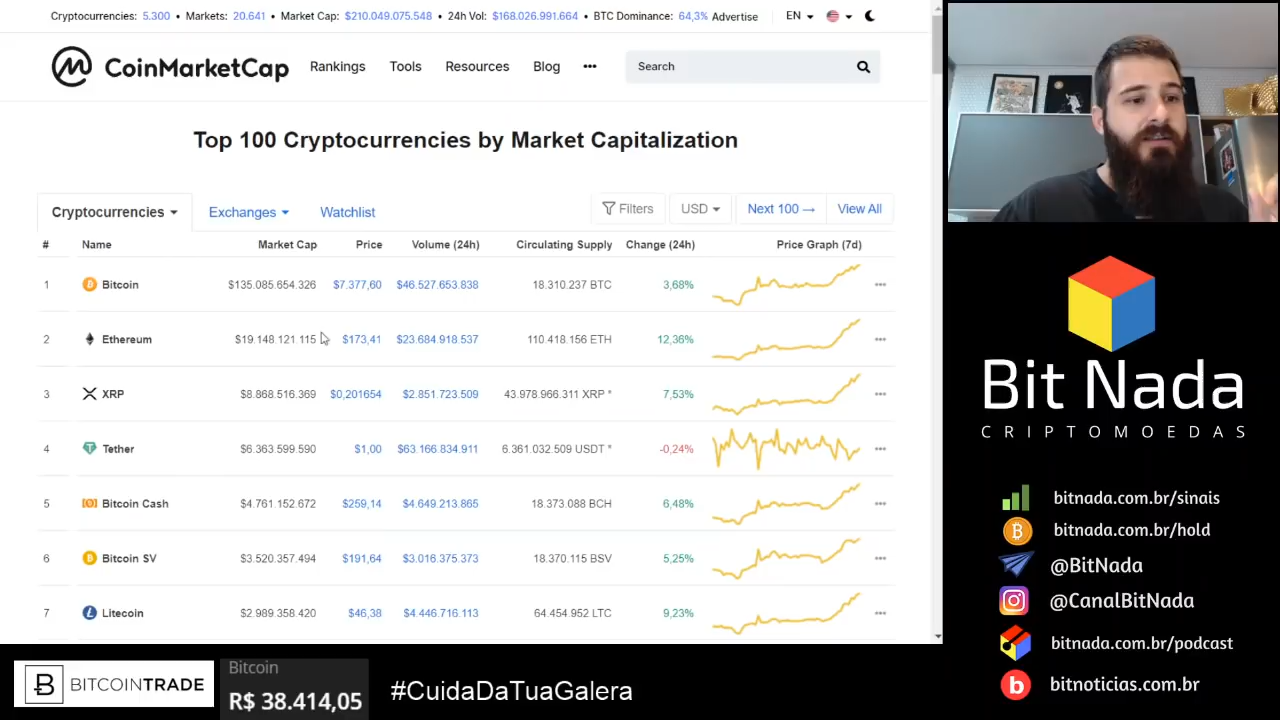 Cryptocurrencies: 5.300 • Markets: 20.641 • Market Cap: $210.049.075.548 • 24h Vol: $168.026.991.664 • BTC Dominance: 64,3% Advertise EN
CoinMarketCap Rankings Tools Resources Blog ••• Search
Top 100 Cryptocurrencies by Market Capitalization
Cryptocurrencies Exchanges Watchlist Filters USD Next 100 → View All
# Name Market Cap Price Volume (24h) Circulating Supply Change (24h) Price Graph (7d)
1 Bitcoin $135.085.654.326 $7.377,60 $46.527.653.838 18.310.237 BTC 3,68%
2 Ethereum $19.148.121.115 $173,41 $23.684.918.537 110.418.156 ETH 12,36%
3 XRP $8.868.516.369 $0,201654 $2.851.723.509 43.978.966.311 XRP * 7,53%
4 Tether $6.363.599.590 $1,00 $63.166.834.911 6.361.032.509 USDT * -0,24%
5 Bitcoin Cash $4.761.152.672 $259,14 $4.649.213.865 18.373.088 BCH 6,48%
6 Bitcoin SV $3.520.357.494 $191,64 $3.016.375.373 18.370.115 BSV 5,25%
7 Litecoin $2.989.358.420 $46,38 $4.446.716.113 64.454.952 LTC 9,23%
Bit Nada
CRIPTOMOEDAS
bitnada.com.br/sinais
bitnada.com.br/hold
@BitNada
@CanalBitNada
bitnada.com.br/podcast
bitnoticias.com.br
BITCOINTRADE
Bitcoin
R$ 38.414,05
#CuidaDaTuaGalera